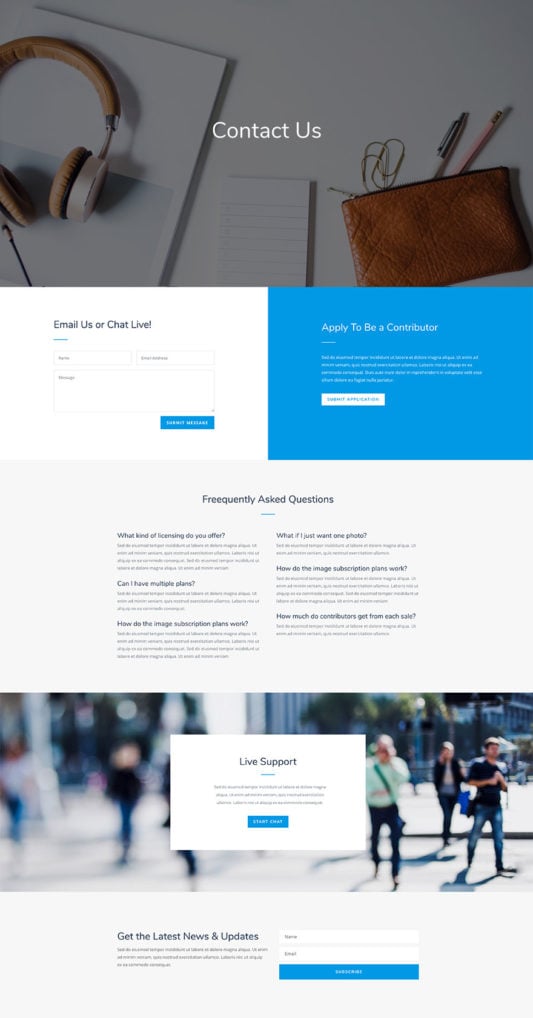 Contact Us
Email Us or Chat Live!
Name
Email Address
Message
SUBMIT MESSAGE
Apply To Be a Contributor
Sed do eiusmod tempor incididunt ut labore et dolore magna aliqua. Ut enim ad
minim veniam, quis nostrud exercitation ullamco. Laboris nisi ut aliquip ex ea
commodo consequat. Duis aute irure dolor in reprehenderit in voluptate velit esse
cillum dolore eu fugiat nulla pariatur.
SUBMIT APPLICATION
Freequently Asked Questions
What kind of licensing do you offer?
Sed do eiusmod tempor incididunt ut labore et dolore magna aliqua. Ut
enim ad minim veniam, quis nostrud exercitation ullamco. Laboris nisi ut
aliquip ex ea commodo consequat. Sed do eiusmod tempor incididunt ut
labore et dolore magna aliqua. Ut enim ad minim veniam
Can I have multiple plans?
Sed do eiusmod tempor incididunt ut labore et dolore magna aliqua. Ut
enim ad minim veniam, quis nostrud exercitation ullamco. Laboris nisi ut
aliquip ex ea commodo consequat.
How do the image subscription plans work?
Sed do eiusmod tempor incididunt ut labore et dolore magna aliqua. Ut
enim ad minim veniam, quis nostrud exercitation ullamco. Laboris nisi ut
aliquip ex ea commodo consequat. Sed do eiusmod tempor incididunt ut
labore et dolore magna aliqua. Ut enim ad minim veniam
What if I just want one photo?
Sed do eiusmod tempor incididunt ut labore et dolore magna aliqua. Ut
enim ad minim veniam, quis nostrud exercitation ullamco.
How do the image subscription plans work?
Sed do eiusmod tempor incididunt ut labore et dolore magna aliqua. Ut
enim ad minim veniam, quis nostrud exercitation ullamco. Laboris nisi ut
aliquip ex ea commodo consequat. Sed do eiusmod tempor incididunt ut
labore et dolore magna aliqua. Ut enim ad minim veniam
How much do contributors get from each sale?
Sed do eiusmod tempor incididunt ut labore et dolore magna aliqua. Ut
enim ad minim veniam, quis nostrud exercitation ullamco.
Live Support
Sed do eiusmod tempor incididunt ut labore et dolore magna
aliqua. Ut enim ad minim veniam, quis nostrud exercitation
ullamco. Laboris nisi ut aliquip ex ea commodo consequat.
START CHAT
Get the Latest News & Updates
Sed do eiusmod tempor incididunt ut labore et dolore magna aliqua. Ut enim
ad minim veniam, quis nostrud exercitation ullamco. Laboris nisi ut aliquip
ex ea commodo consequat.
Name
Email
SUBSCRIBE